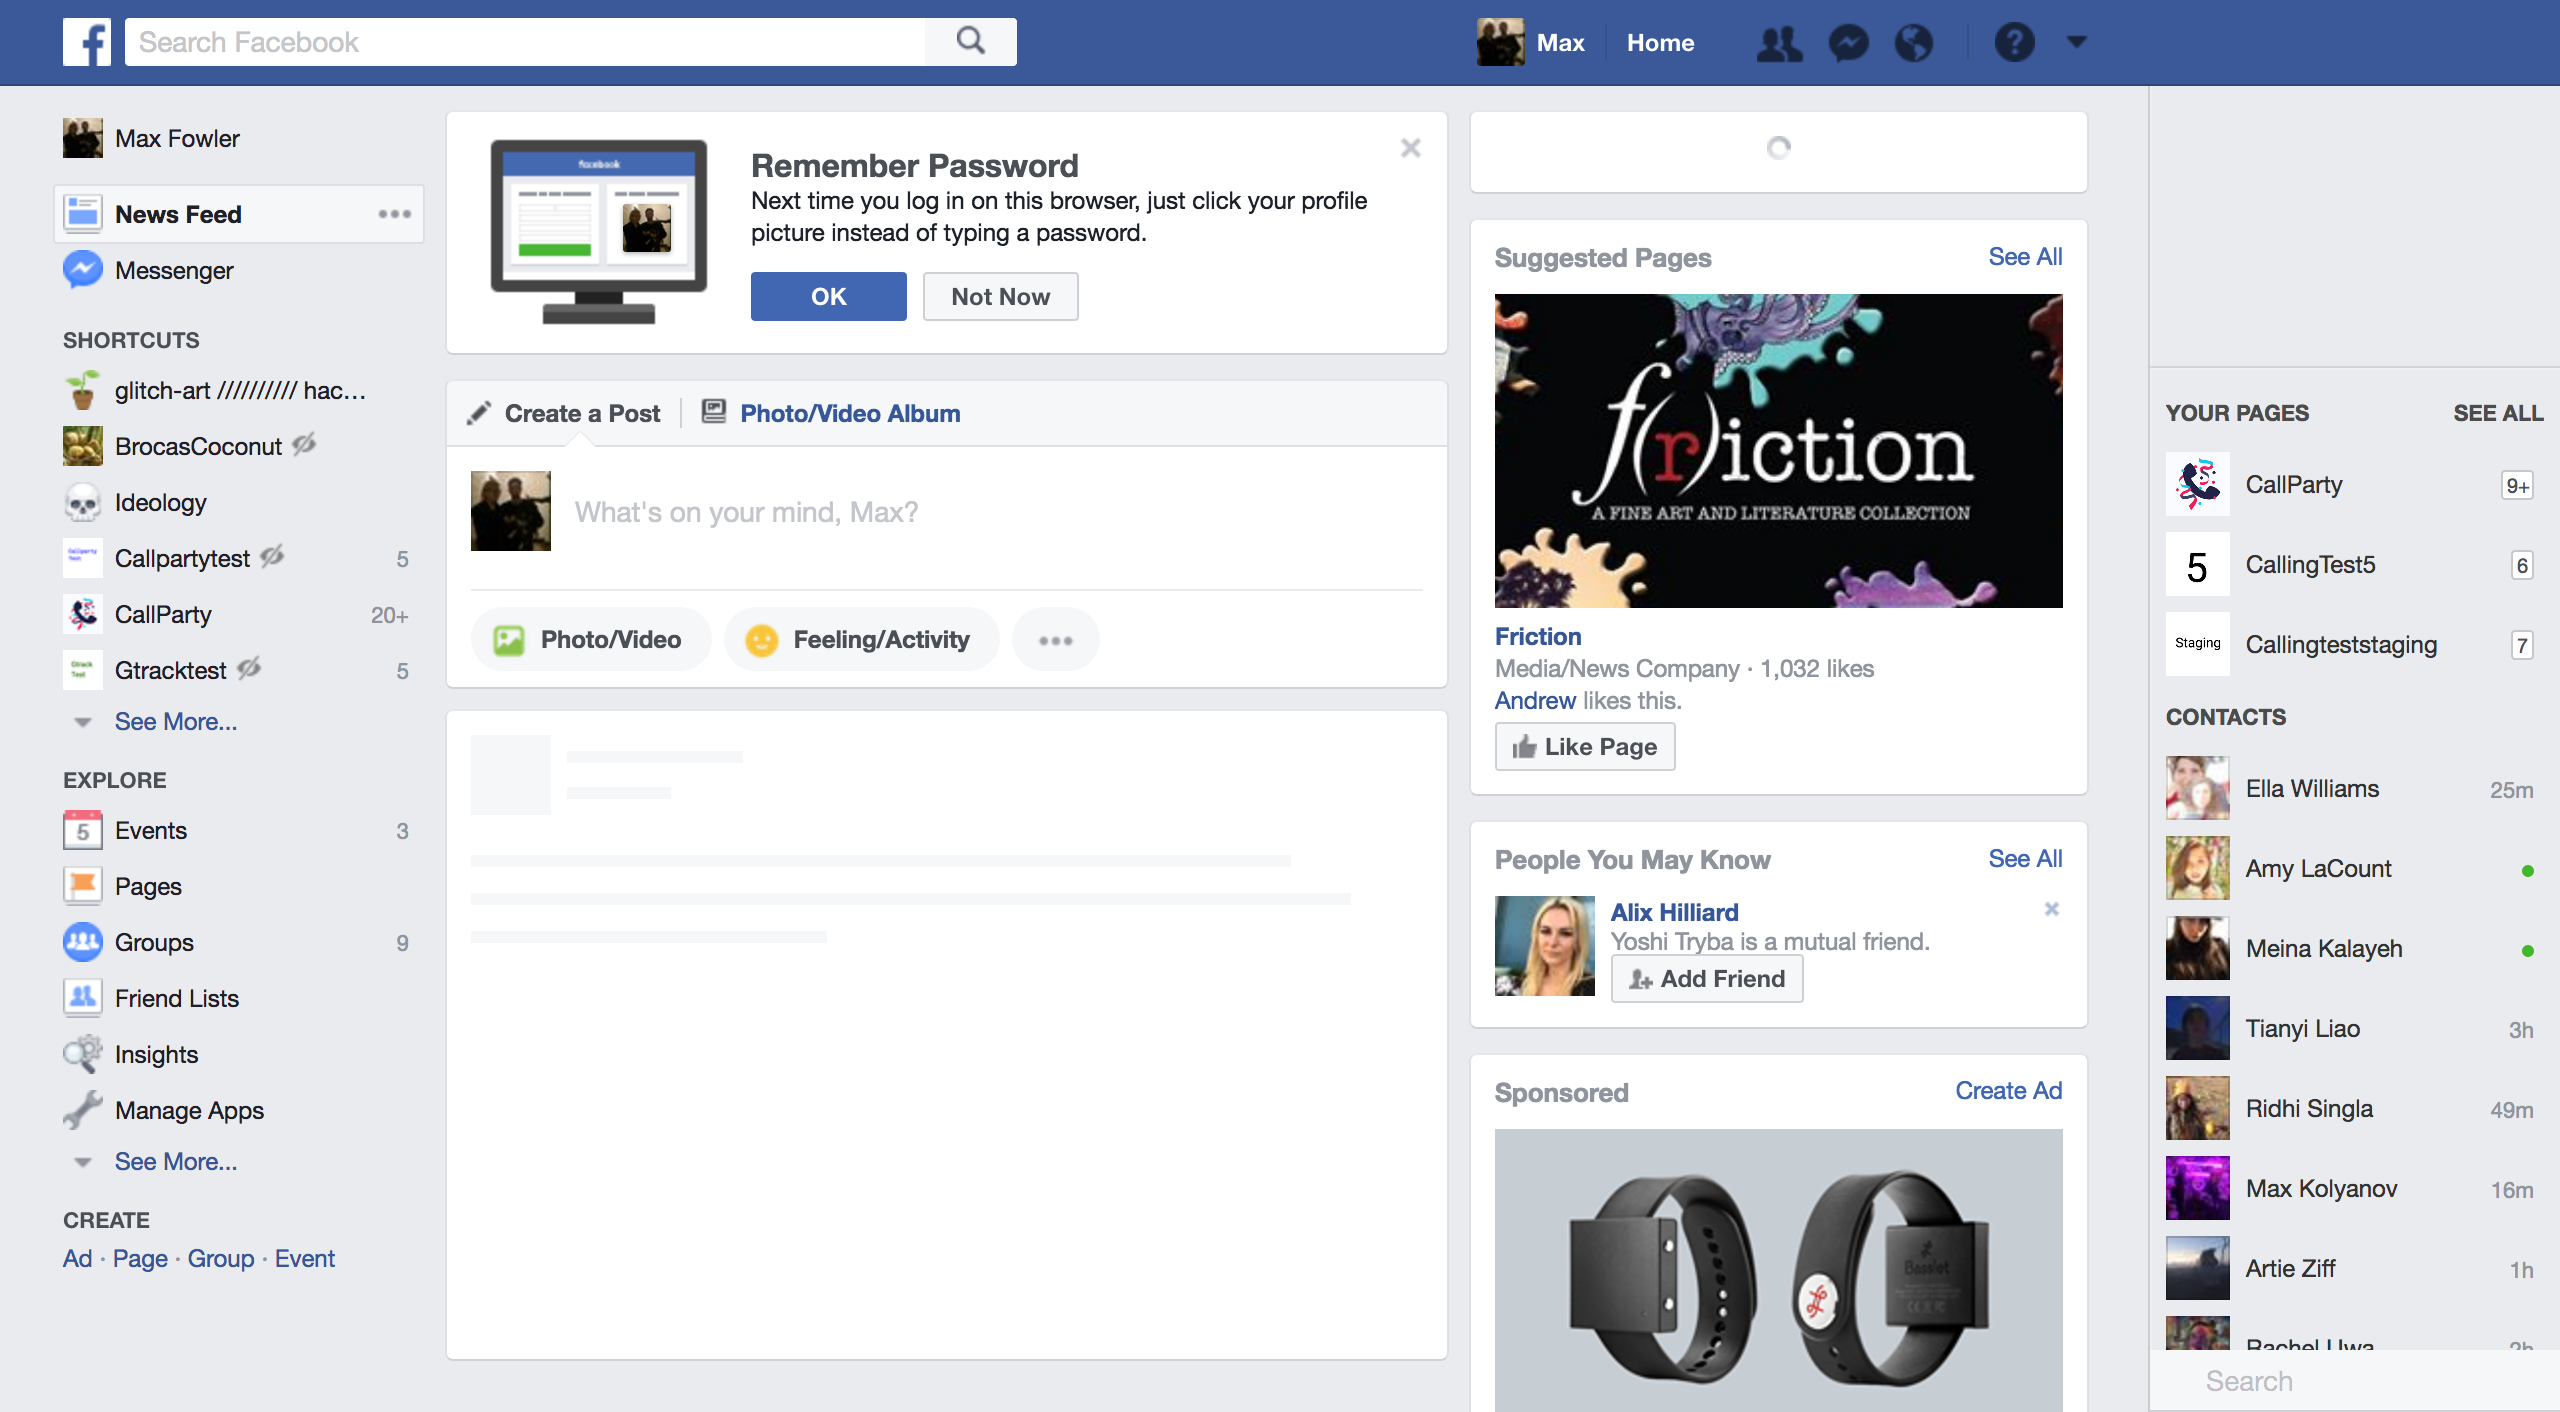 Search Facebook
Max
Home
Max Fowler
News Feed
Messenger
SHORTCUTS
glitch-art ////////// hac...
BrocasCoconut
Ideology
Callpartytest 5
CallParty 20+
Gtracktest 5
See More...
EXPLORE
5
Events 3
Pages
Groups 9
Friend Lists
Insights
Manage Apps
See More...
CREATE
Ad · Page · Group · Event
facebook
Remember Password
Next time you log in on this browser, just click your profile
picture instead of typing a password.
OK
Not Now
Create a Post
Photo/Video Album
What's on your mind, Max?
Photo/Video
Feeling/Activity
Suggested Pages
See All
f(r)iction
A FINE ART AND LITERATURE COLLECTION
Friction
Media/News Company · 1,032 likes
Andrew likes this.
Like Page
People You May Know
See All
Alix Hilliard
Yoshi Tryba is a mutual friend.
Add Friend
Sponsored
Create Ad
Basslet
YOUR PAGES
SEE ALL
CallParty 9+
5
CallingTest5 6
Staging
Callingteststaging 7
CONTACTS
Ella Williams 25m
Amy LaCount
Meina Kalayeh
Tianyi Liao 3h
Ridhi Singla 49m
Max Kolyanov 16m
Artie Ziff 1h
Rachel Uwa 2h
Search